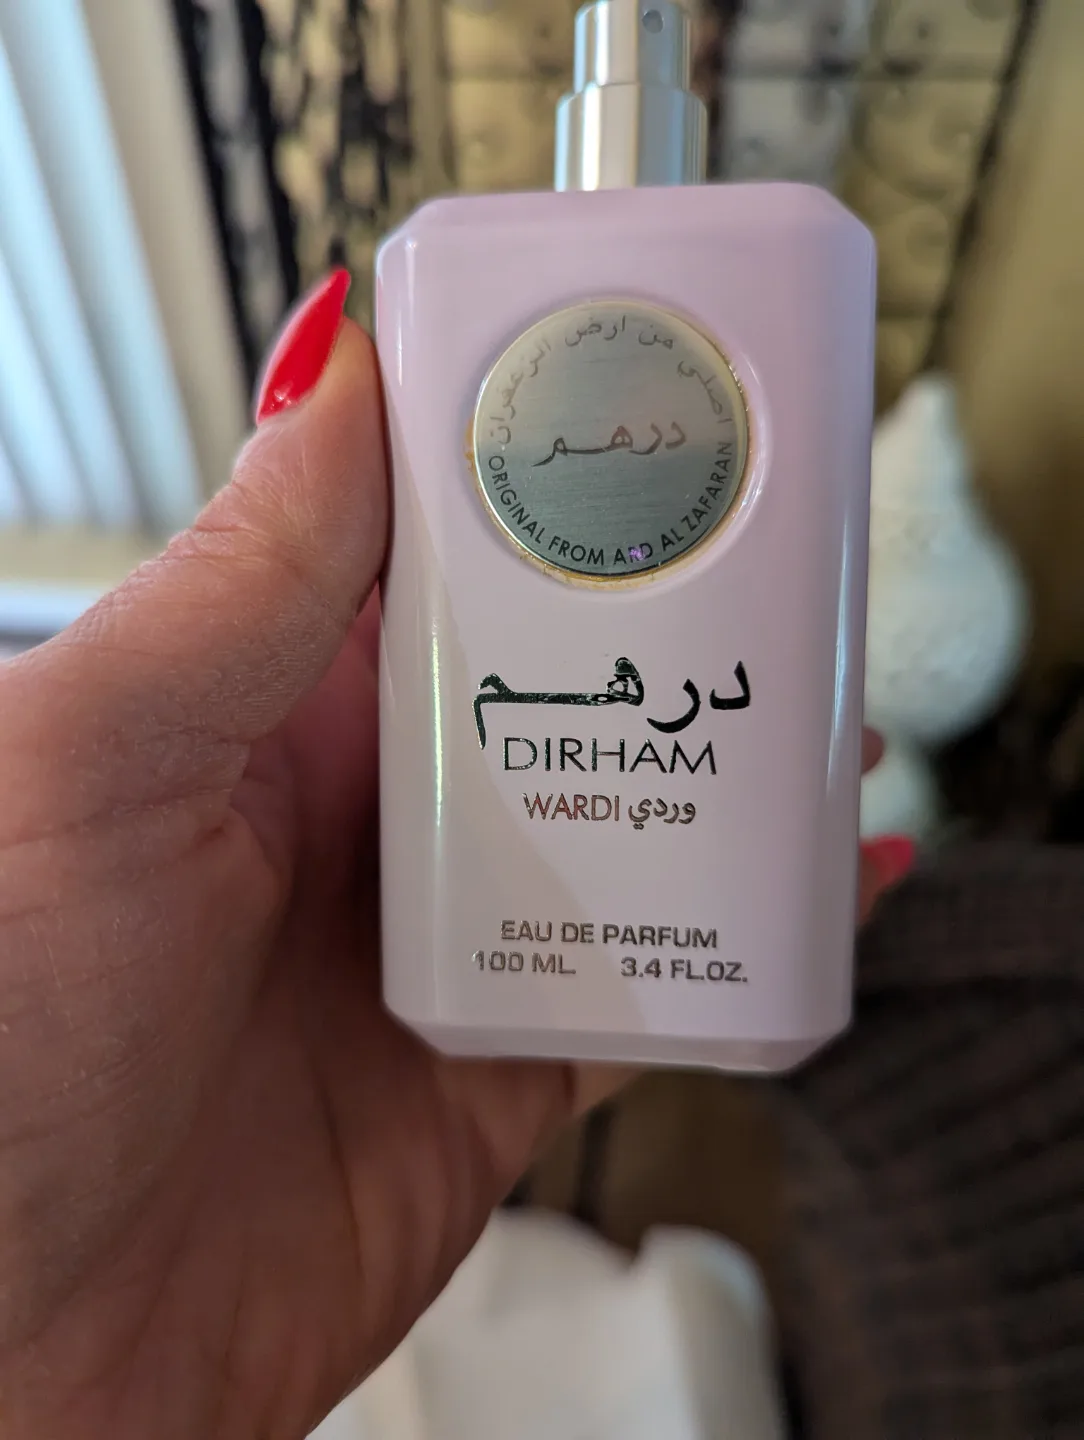 اصلي من ارض الزعفران
درهم
ORIGINAL FROM ARD AL ZAFARAN
درهم
DIRHAM
WARDI وردي
EAU DE PARFUM
100 ML 3.4 FL.OZ.